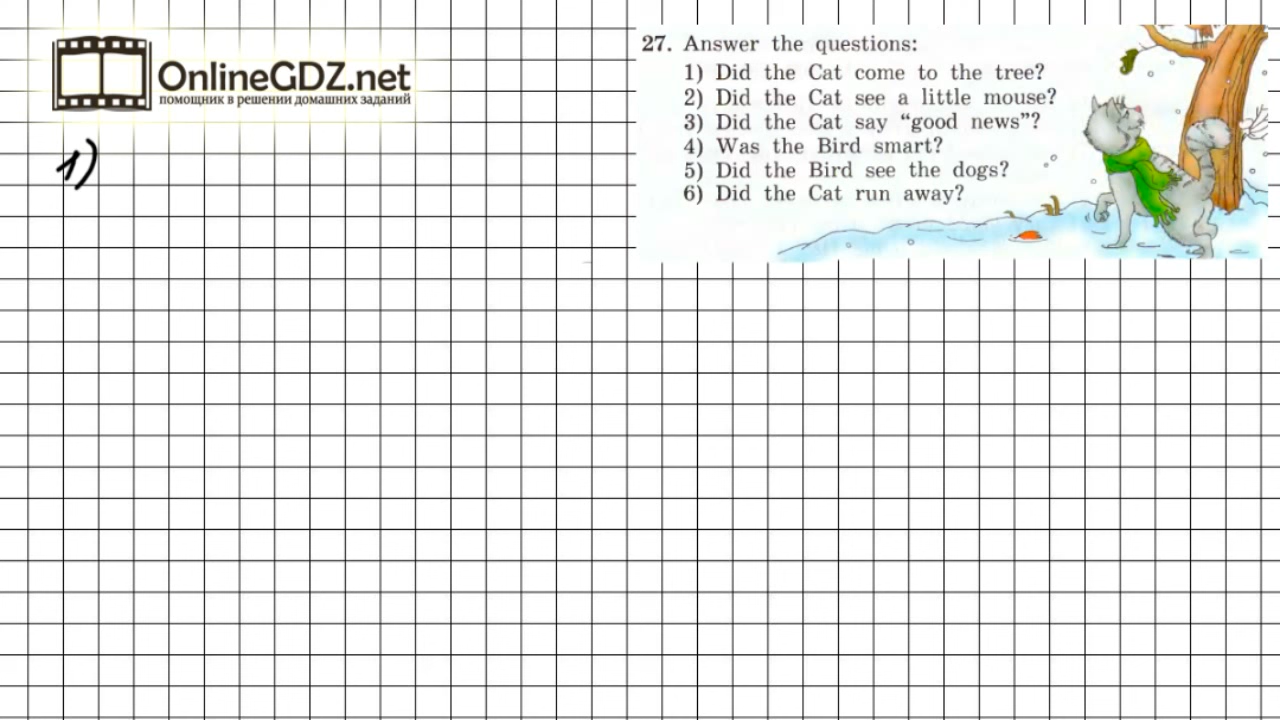 OnlineGDZ.net
помощник в решении домашних заданий
1)
27. Answer the questions:
1) Did the Cat come to the tree?
2) Did the Cat see a little mouse?
3) Did the Cat say “good news”?
4) Was the Bird smart?
5) Did the Bird see the dogs?
6) Did the Cat run away?